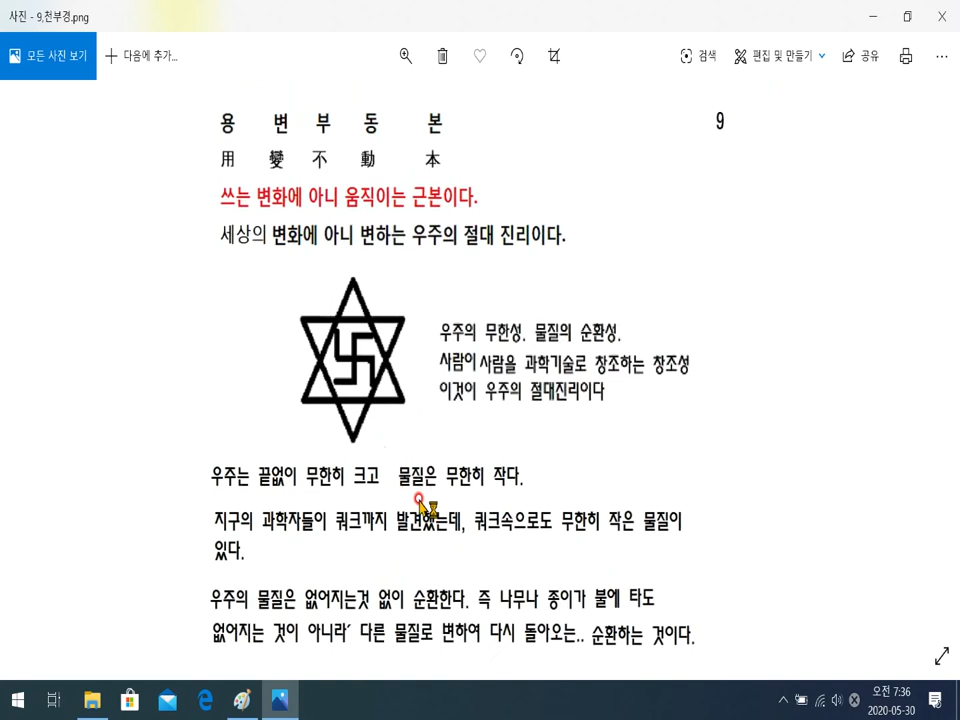 사진 - 9.천부경.png
모든 사진 보기
다음에 추가...
검색
편집 및 만들기
공유
용 변 부 동 본
9
用 變 不 動 本
쓰는 변화에 아니 움직이는 근본이다.
세상의 변화에 아니 변하는 우주의 절대 진리이다.
우주의 무한성. 물질의 순환성.
사람이 사람을 과학기술로 창조하는 창조성
이것이 우주의 절대진리이다
우주는 끝없이 무한히 크고 물질은 무한히 작다.
지구의 과학자들이 쿼크까지 발견했는데, 쿼크속으로도 무한히 작은 물질이
있다.
우주의 물질은 없어지는것 없이 순환한다. 즉 나무나 종이가 불에 타도
없어지는 것이 아니라' 다른 물질로 변하여 다시 돌아오는.. 순환하는 것이다.
오전 7:36
2020-05-30